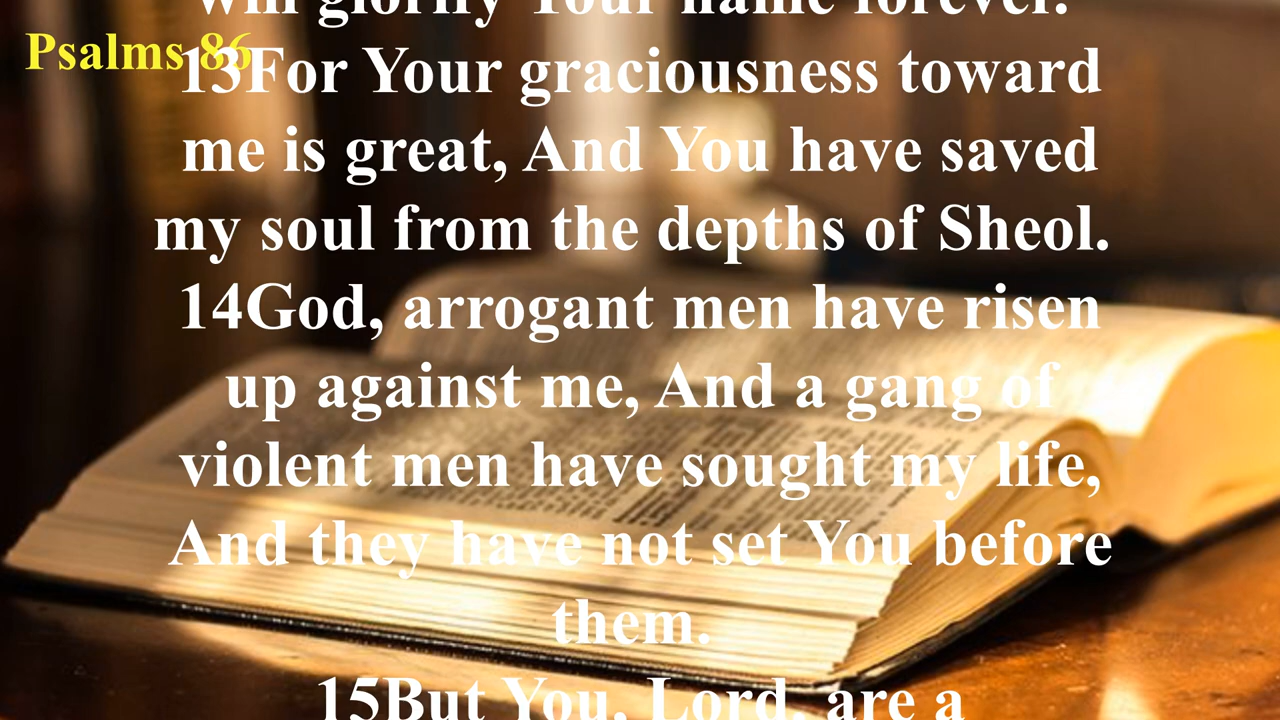 will glorify Your name forever.
Psalms 86
13For Your graciousness toward
me is great, And You have saved
my soul from the depths of Sheol.
14God, arrogant men have risen
up against me, And a gang of
violent men have sought my life,
And they have not set You before
them.
15But You, Lord, are a